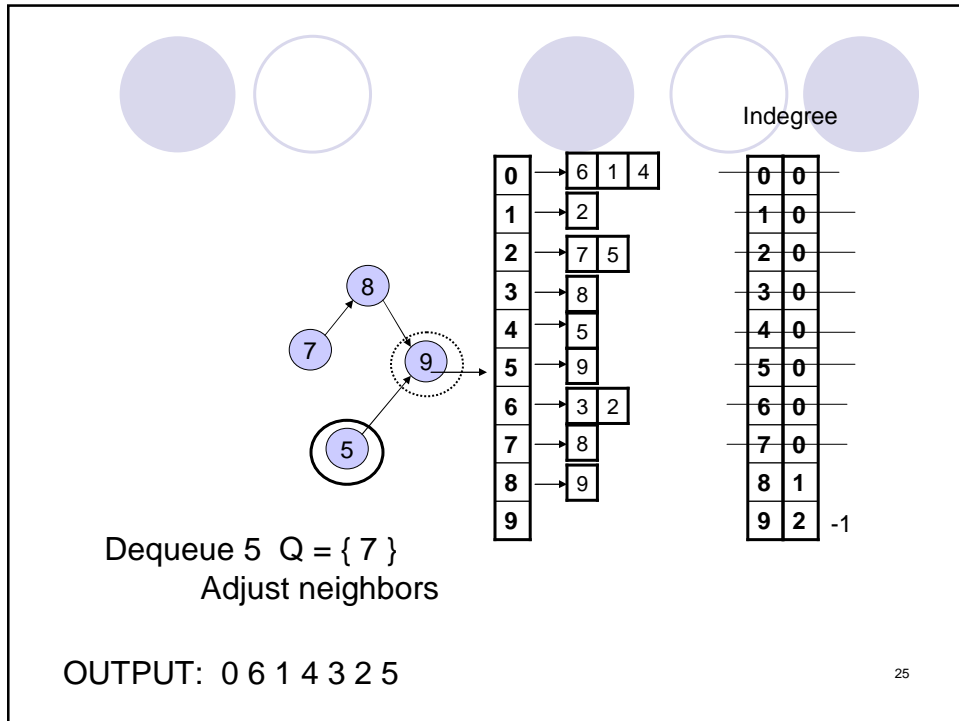 Indegree
0 6 1 4 0 0
1 2 1 0
2 7 5 2 0
3 8 3 0
4 5 4 0
5 9 5 0
6 3 2 6 0
7 8 7 0
8 9 8 1
9 9 2 -1
8
7
9
5
Dequeue 5 Q = { 7 }
Adjust neighbors
OUTPUT: 0 6 1 4 3 2 5
25